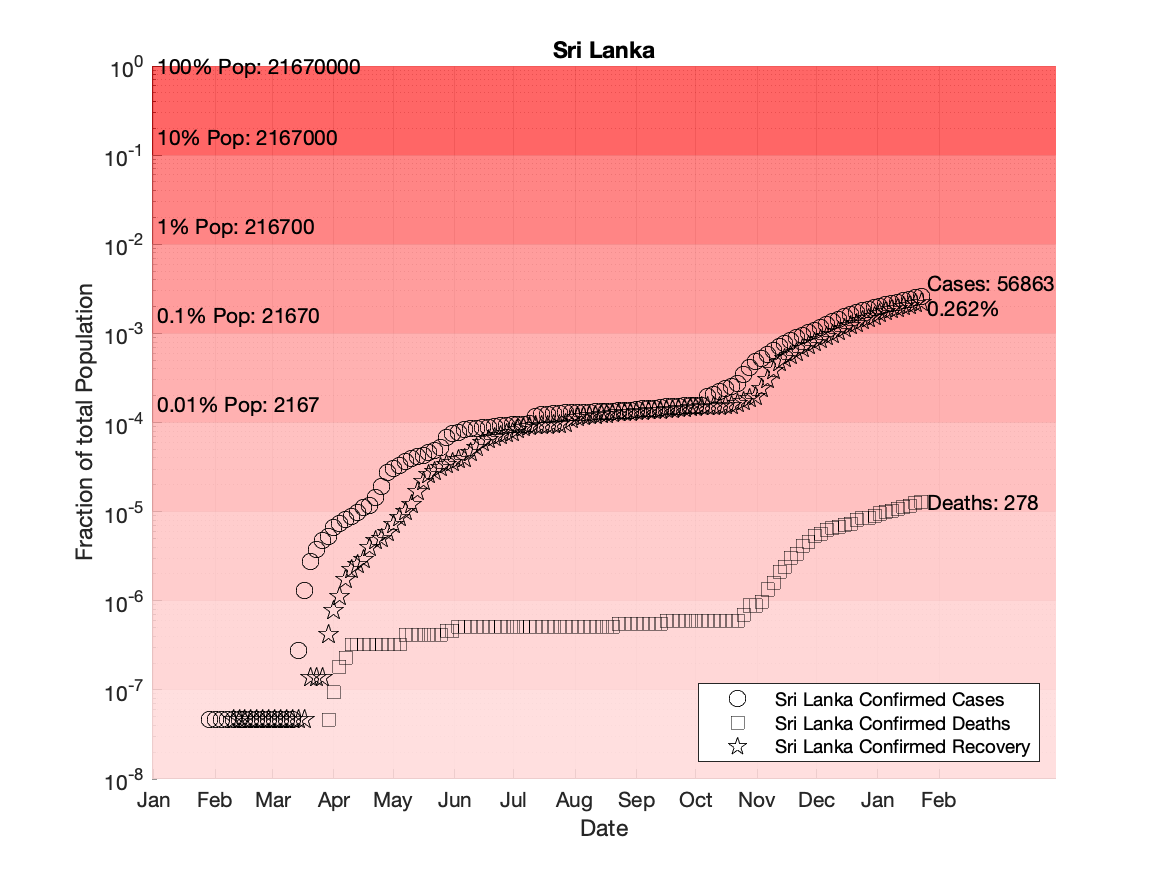 Sri Lanka
10^0
100% Pop: 21670000
10% Pop: 2167000
10^-1
1% Pop: 216700
10^-2
Cases: 56863
0.262%
0.1% Pop: 21670
10^-3
0.01% Pop: 2167
10^-4
Deaths: 278
10^-5
10^-6
10^-7
10^-8
Fraction of total Population
Sri Lanka Confirmed Cases
Sri Lanka Confirmed Deaths
Sri Lanka Confirmed Recovery
Jan Feb Mar Apr May Jun Jul Aug Sep Oct Nov Dec Jan Feb
Date